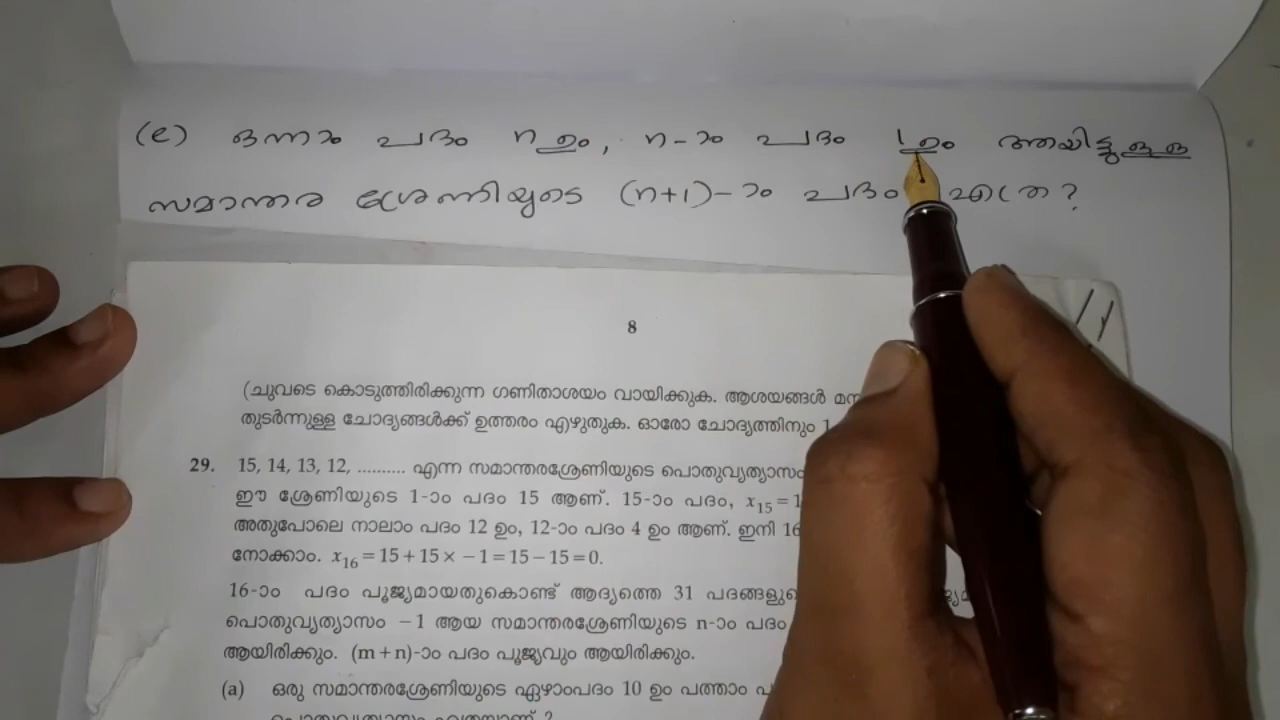 (e) ഒന്നാം പദം n ഉം, n-ാം പദം 1 ഉം ആയിട്ടുള്ള
സമാന്തര ശ്രേണിയുടെ (n+1)-ാം പദം എത്ര?
8
(ചുവടെ കൊടുത്തിരിക്കുന്ന ഗണിതാശയം വായിക്കുക. ആശയങ്ങൾ
തുടർന്നുള്ള ചോദ്യങ്ങൾക്ക് ഉത്തരം എഴുതുക. ഓരോ ചോദ്യത്തിനും 1
29. 15, 14, 13, 12, .......... എന്ന സമാന്തരശ്രേണിയുടെ പൊതുവ്യത്യാസം
ഈ ശ്രേണിയുടെ 1-ാം പദം 15 ആണ്. 15-ാം പദം, x₁₅ = 1
അതുപോലെ നാലാം പദം 12 ഉം, 12-ാം പദം 4 ഉം ആണ്. ഇനി 16
നോക്കാം. x₁₆ = 15 + 15 × −1 = 15 − 15 = 0.
16-ാം പദം പൂജ്യമായതുകൊണ്ട് ആദ്യത്തെ 31
പൊതുവ്യത്യാസം −1 ആയ സമാന്തരശ്രേണിയുടെ n-ാം പദം
ആയിരിക്കും. (m + n)-ാം പദം പൂജ്യവും ആയിരിക്കും.
(a) ഒരു സമാന്തരശ്രേണിയുടെ ഏഴാംപദം 10 ഉം പത്താം